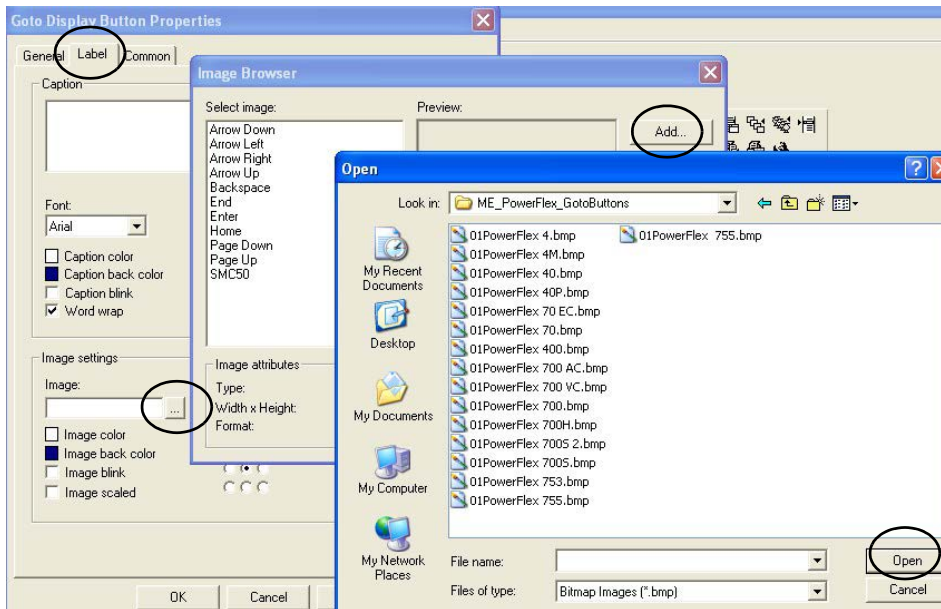 Goto Display Button Properties
General
Label
Common
Caption
Font:
Arial
Caption color
Caption back color
Caption blink
Word wrap
Image settings
Image:
...
Image color
Image back color
Image blink
Image scaled
OK
Cancel
Image Browser
Select image:
Preview:
Add...
Arrow Down
Arrow Left
Arrow Right
Arrow Up
Backspace
End
Enter
Home
Page Down
Page Up
SMC50
Image attributes
Type:
Width x Height:
Format:
Open
Look in:
ME_PowerFlex_GotoButtons
My Recent
Documents
Desktop
My Documents
My Computer
My Network
Places
01PowerFlex 4.bmp
01PowerFlex 4M.bmp
01PowerFlex 40.bmp
01PowerFlex 40P.bmp
01PowerFlex 70 EC.bmp
01PowerFlex 70.bmp
01PowerFlex 400.bmp
01PowerFlex 700 AC.bmp
01PowerFlex 700 VC.bmp
01PowerFlex 700.bmp
01PowerFlex 700H.bmp
01PowerFlex 700S 2.bmp
01PowerFlex 700S.bmp
01PowerFlex 753.bmp
01PowerFlex 755.bmp
01PowerFlex  755.bmp
File name:
Open
Files of type:
Bitmap Images (*.bmp)
Cancel